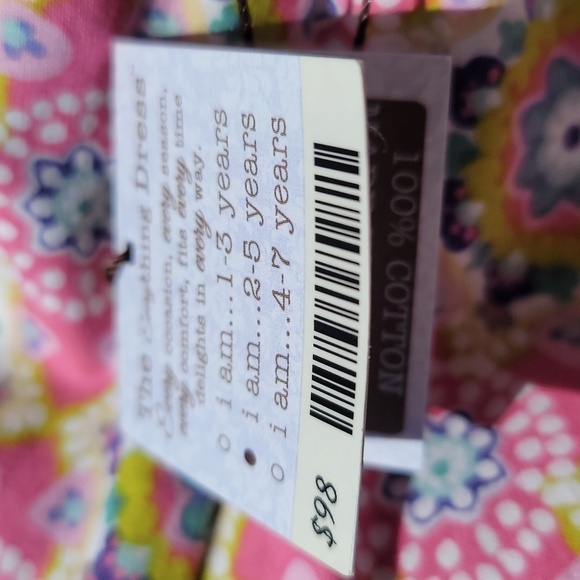 The Everything Dress
Every occasion, every season,
every comfort, fits every time
delights in every way.
i am...1-3 years
i am...2-5 years
i am...4-7 years
$98
100% COTTON